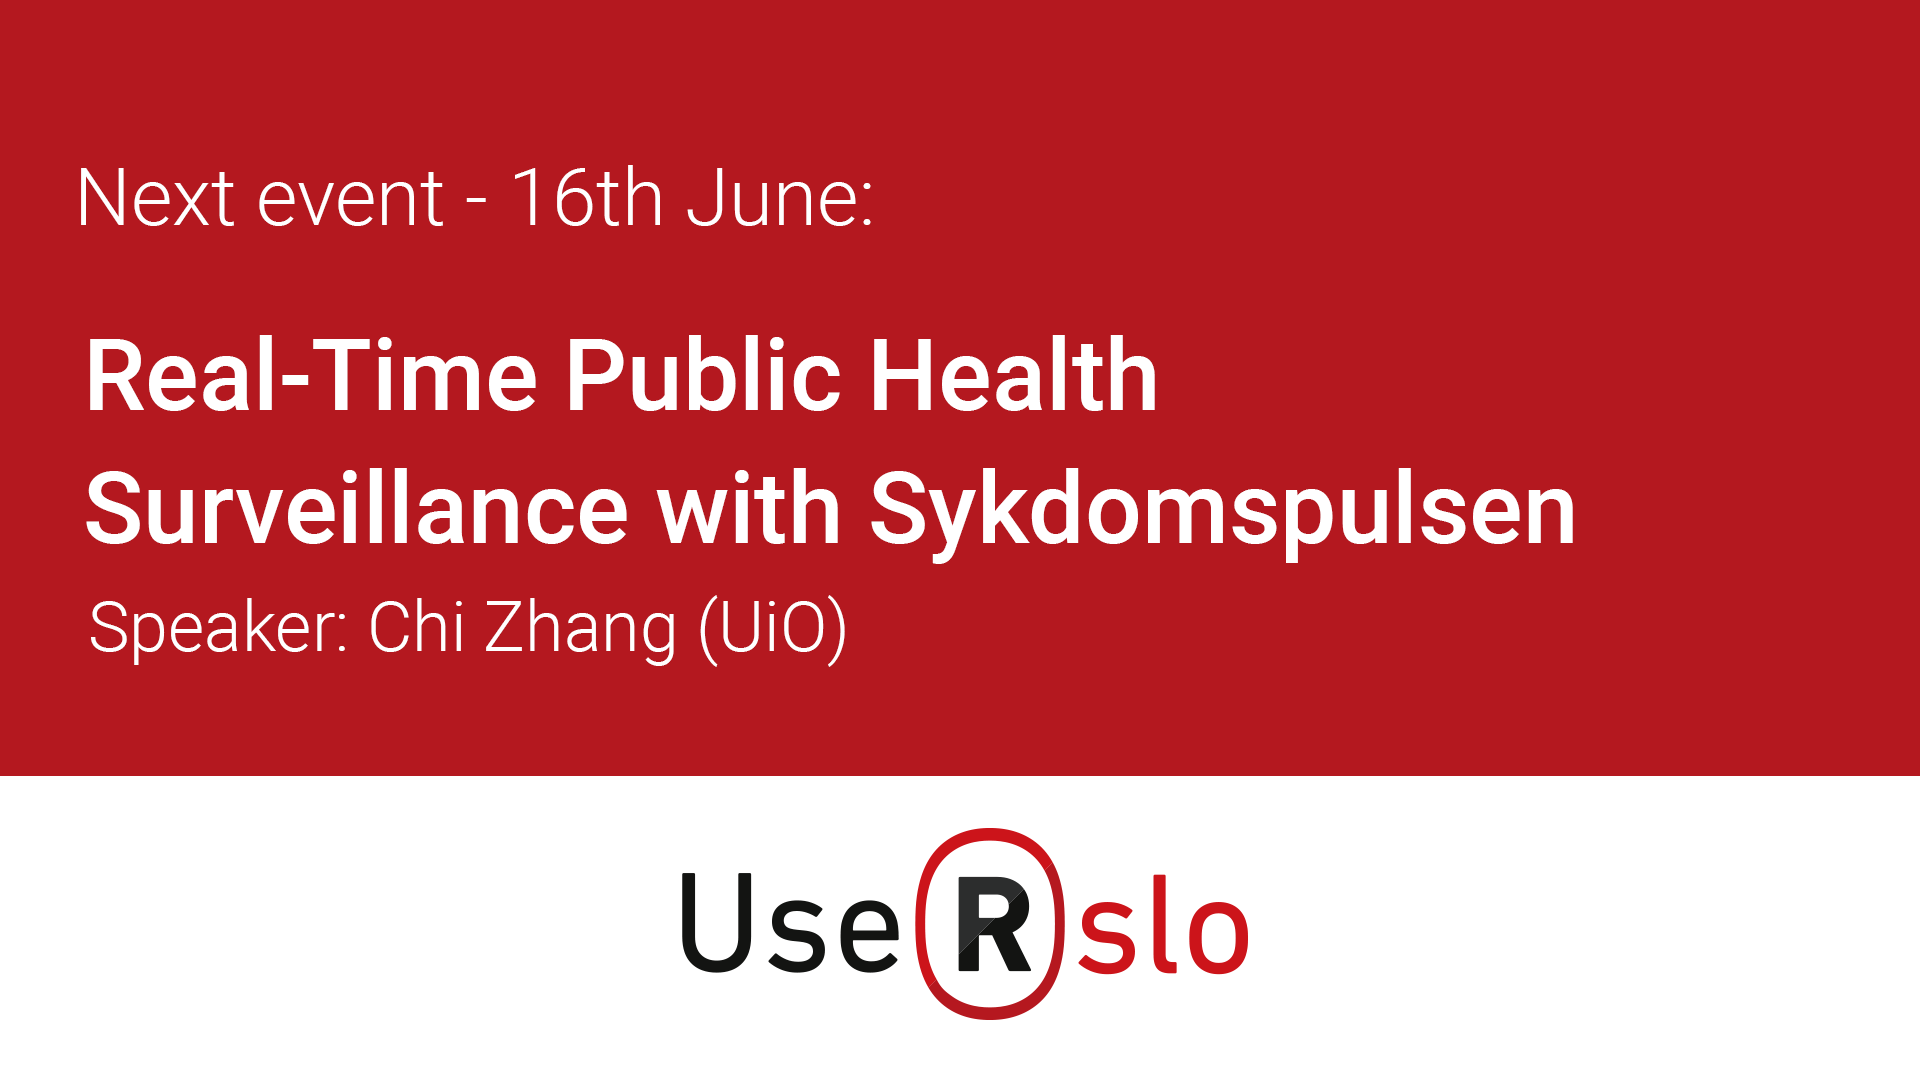 Next event - 16th June:
Real-Time Public Health
Surveillance with Sykdomspulsen
Speaker: Chi Zhang (UiO)
UseRslo